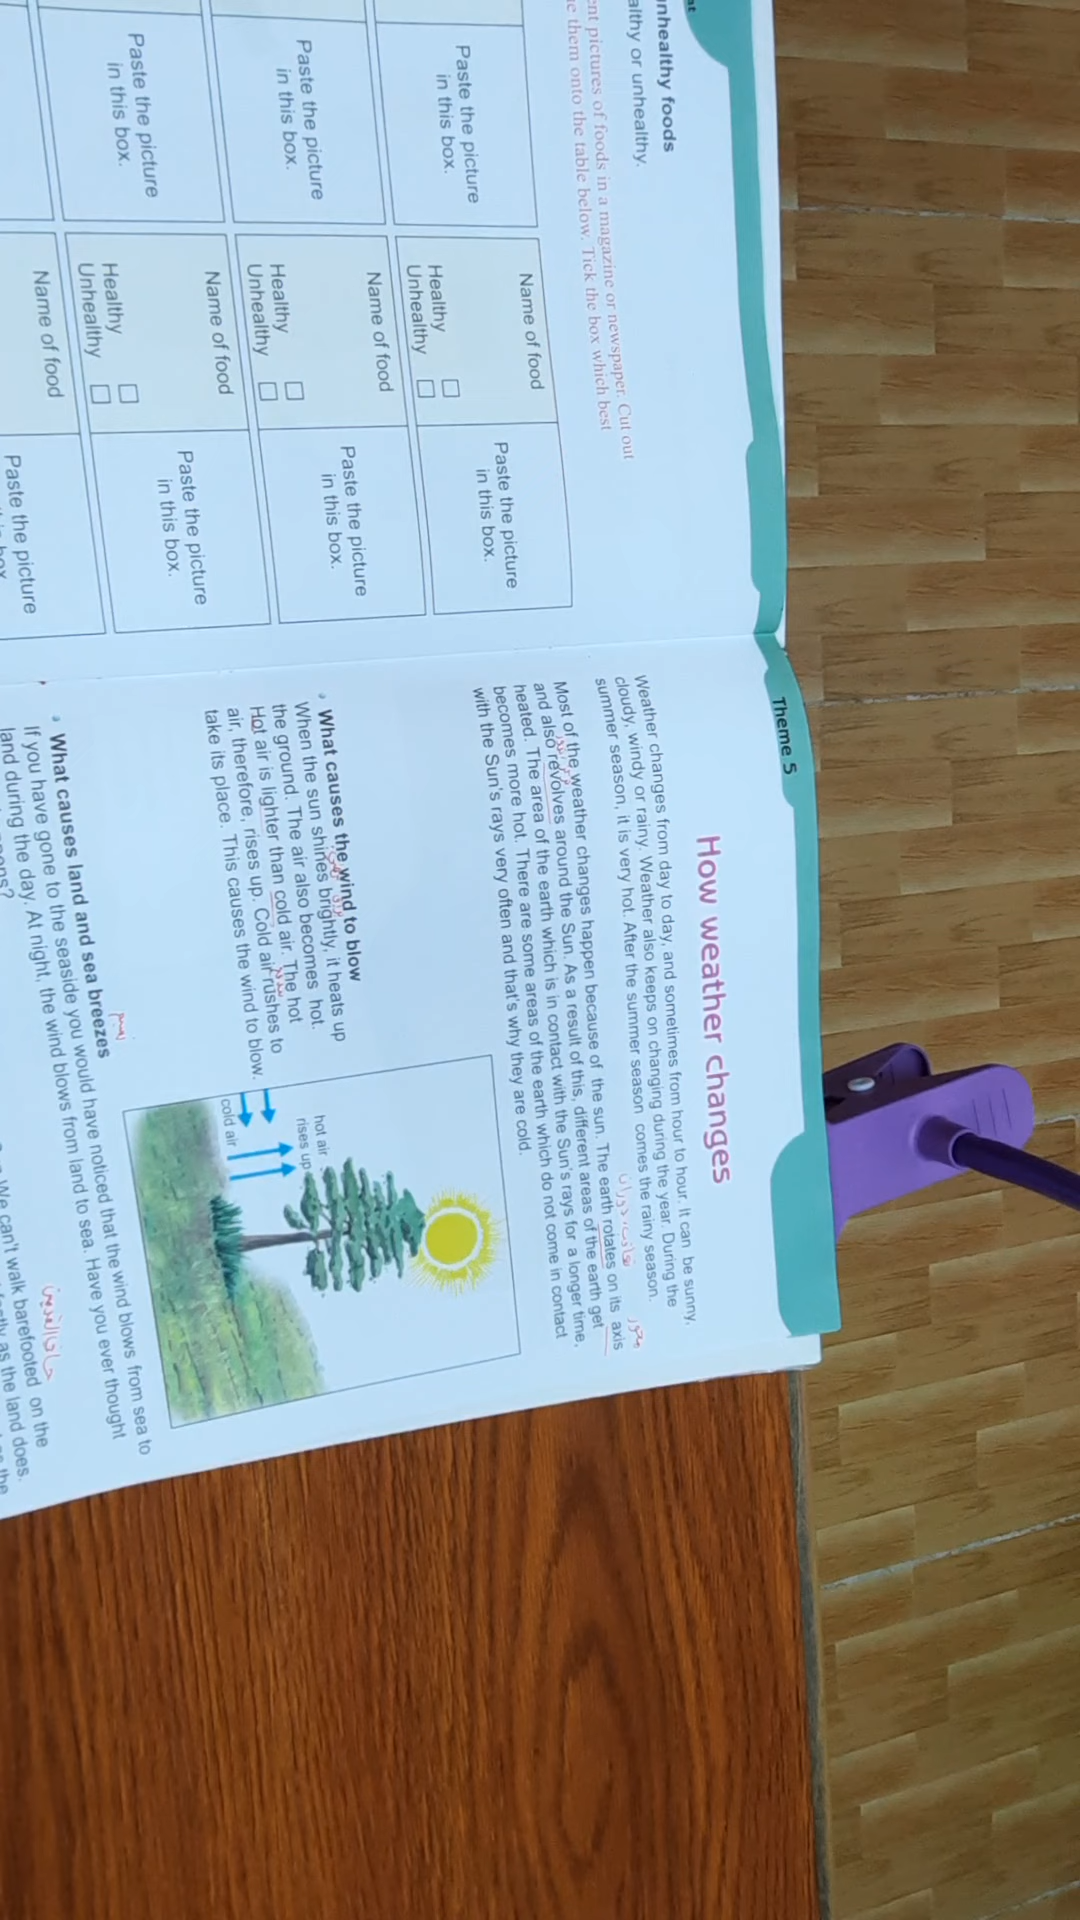 unhealthy foods
healthy or unhealthy.
pictures of foods in a magazine or newspaper. Cut out
them onto the table below. Tick the box which best
Paste the picture
in this box.
Name of food
Healthy
Unhealthy
Paste the picture
in this box.
Paste the picture
in this box.
Name of food
Healthy
Unhealthy
Paste the picture
in this box.
Paste the picture
in this box.
Name of food
Healthy
Unhealthy
Paste the picture
in this box.
Name of food
Paste the picture
Theme 5
How weather changes
Weather changes from day to day, and sometimes from hour to hour. It can be sunny,
cloudy, windy or rainy. Weather also keeps on changing during the year. During the
summer season, it is very hot. After the summer season comes the rainy season.
محور
Most of the weather changes happen because of the sun. The earth rotates on its axis
and also revolves around the Sun. As a result of this, different areas of the earth get
heated. The area of the earth which is in contact with the Sun's rays for a longer time,
becomes more hot. There are some areas of the earth which do not come in contact
with the Sun's rays very often and that's why they are cold.
What causes the wind to blow
When the sun shines brightly, it heats up
the ground. The air also becomes hot.
Hot air is lighter than cold air. The hot
air, therefore, rises up. Cold air rushes to
take its place. This causes the wind to blow.
hot air
rises up
cold air
نسيم
What causes land and sea breezes
If you have gone to the seaside you would have noticed that the wind blows from sea to
land during the day. At night, the wind blows from land to sea. Have you ever thought
حافي القدمين
We can't walk barefooted on the
as the land does.
the